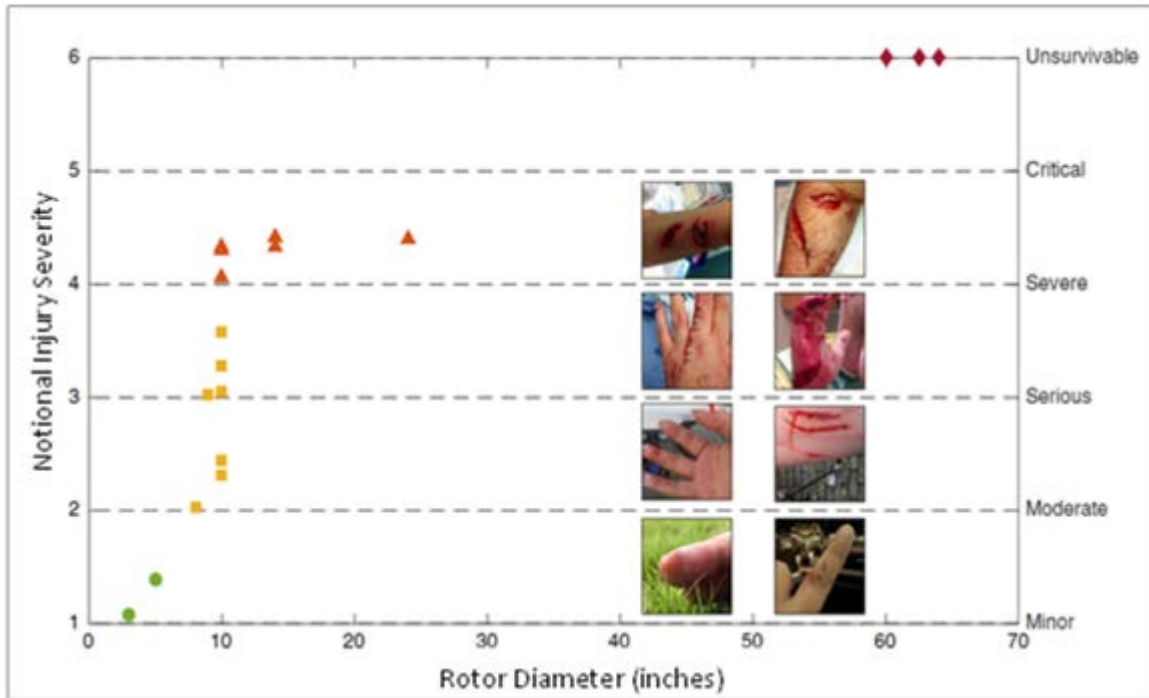 6
Unsurvivable
5
Critical
4
Severe
3
Serious
2
Moderate
1
Minor
0
10
20
30
40
50
60
70
Notional Injury Severity
Rotor Diameter (inches)